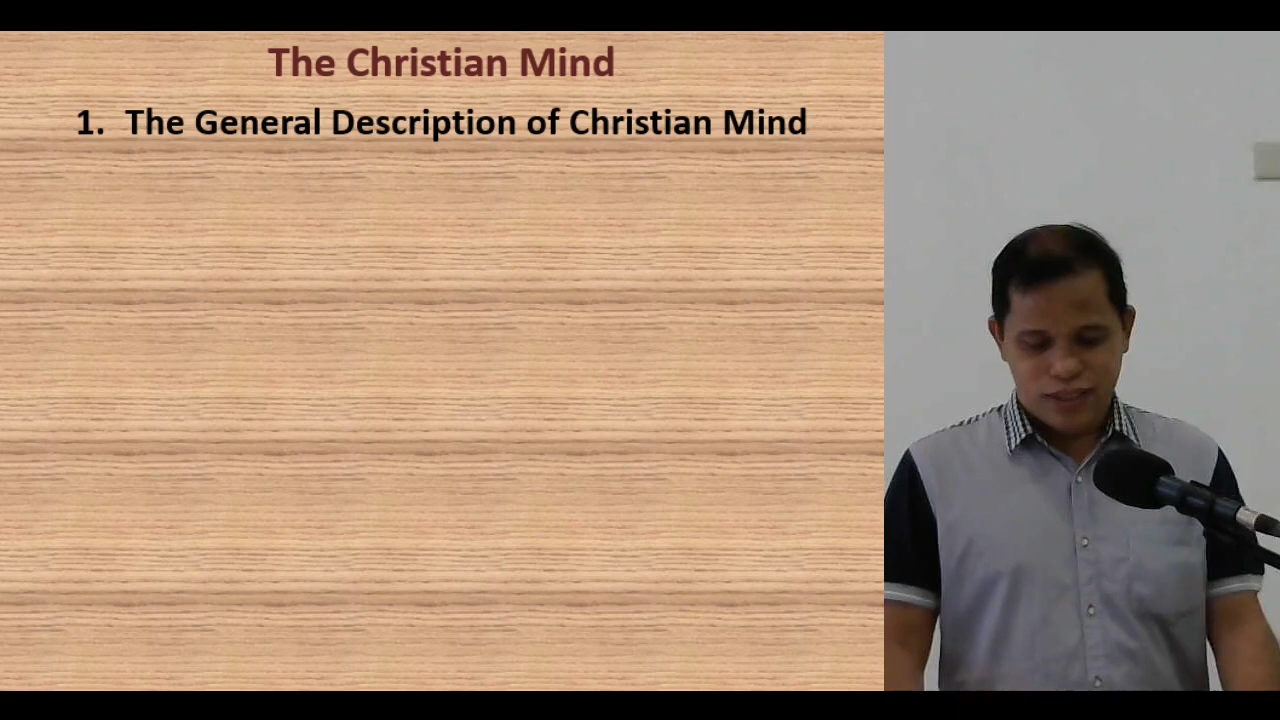 The Christian Mind
1. The General Description of Christian Mind